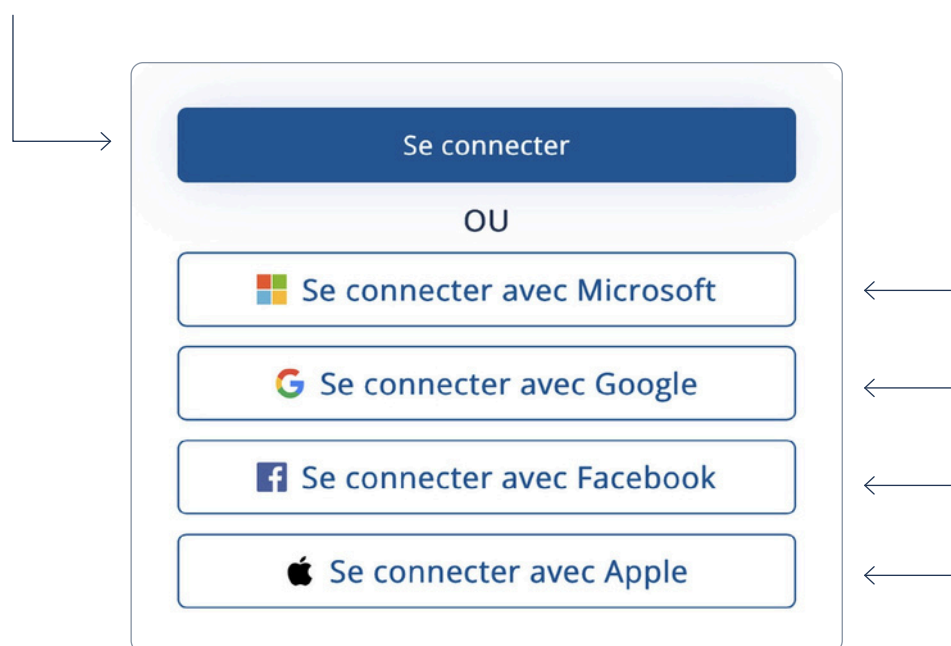 Se connecter
OU
Se connecter avec Microsoft
Se connecter avec Google
Se connecter avec Facebook
Se connecter avec Apple